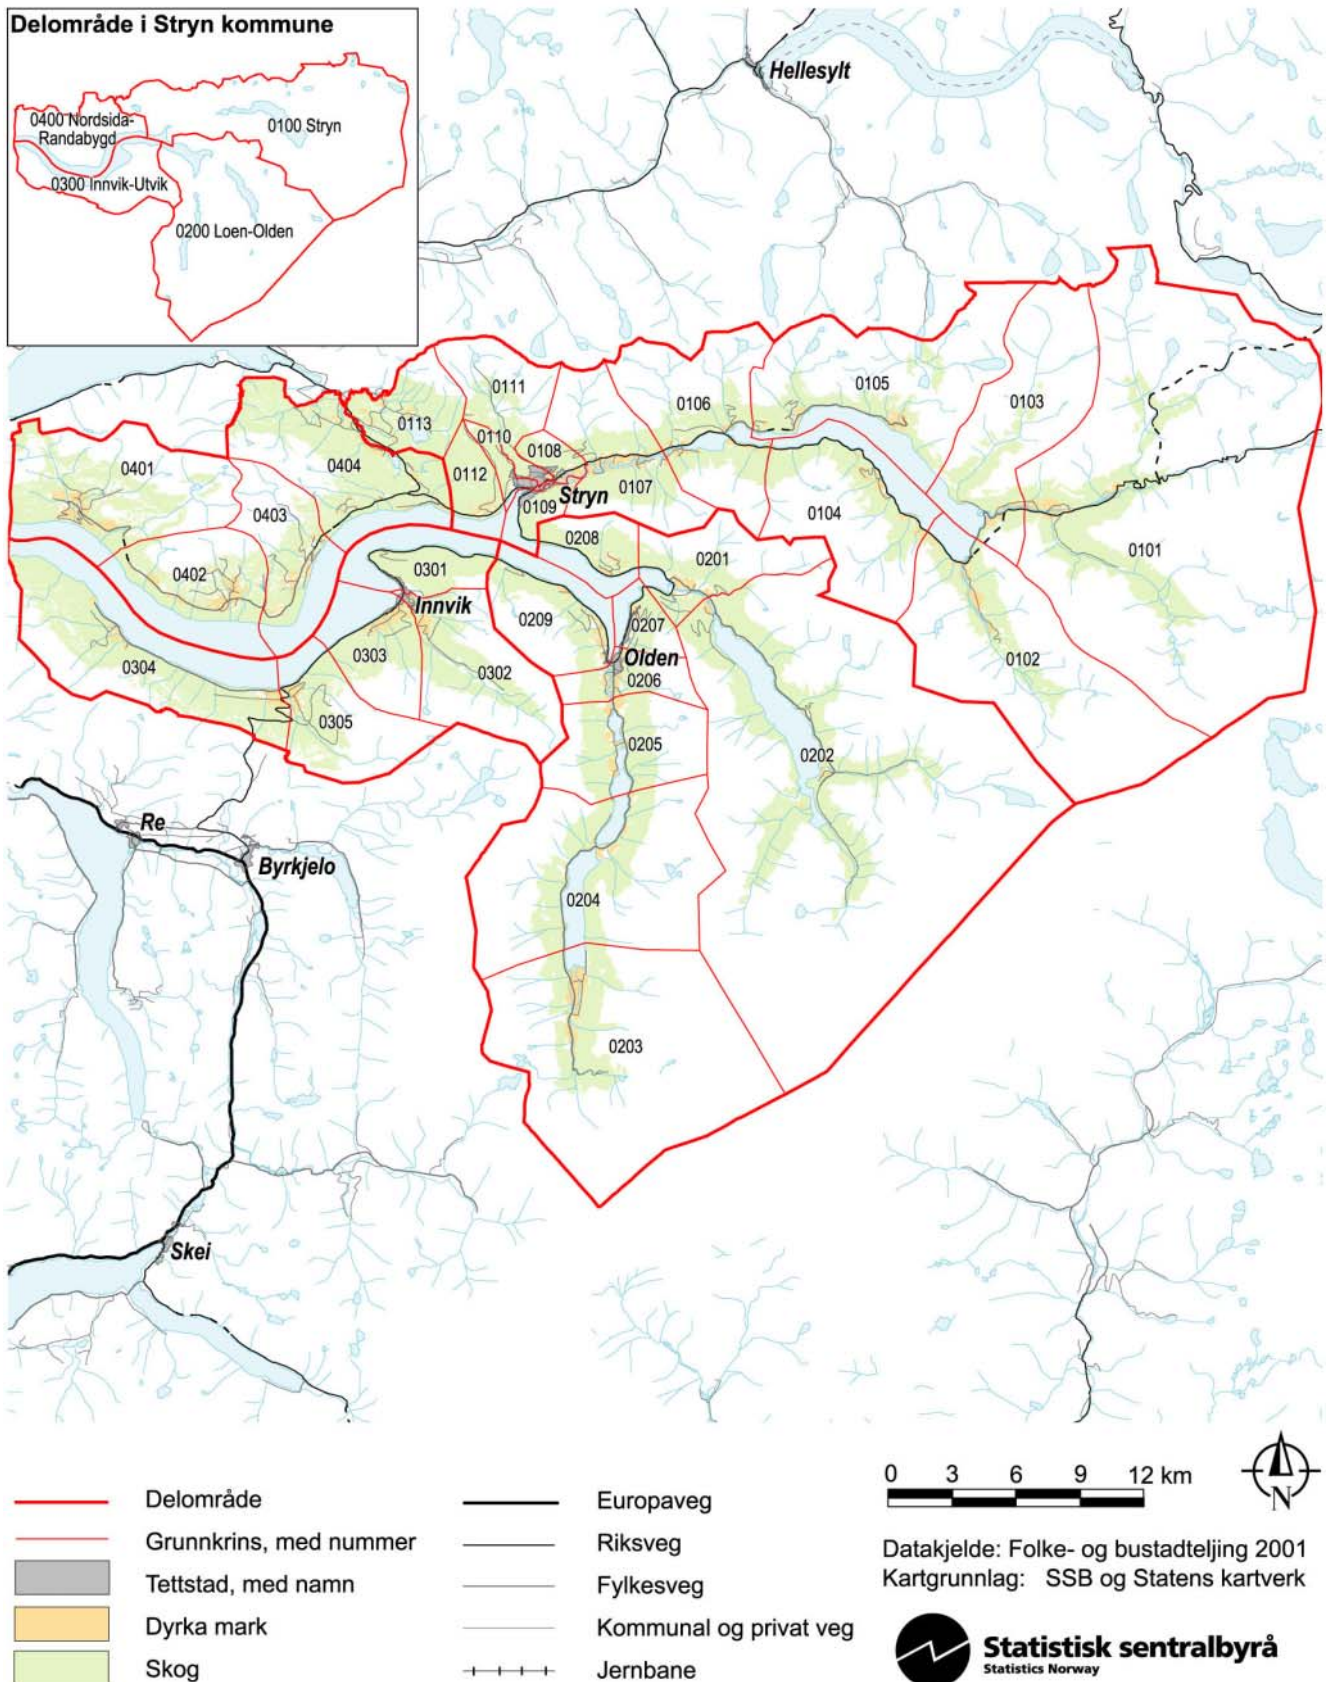 Delområde i Stryn kommune
0400 Nordsida-
Randabygd
0100 Stryn
0300 Innvik-Utvik
0200 Loen-Olden
Hellesylt
0111
0106
0105
0103
0113
0110
0108
0401
0404
0112
0107
Stryn
0109
0104
0403
0208
0201
0101
0402
0301
Innvik
0209
0207
Olden
0304
0303
0302
0206
0102
0305
0205
0202
Re
Byrkjelo
0204
0203
Skei
0 3 6 9 12 km
N
Delområde
Grunnkrins, med nummer
Tettstad, med namn
Dyrka mark
Skog
Europaveg
Riksveg
Fylkesveg
Kommunal og privat veg
Jernbane
Datakjelde: Folke- og bustadteljing 2001
Kartgrunnlag: SSB og Statens kartverk
Statistisk sentralbyrå
Statistics Norway